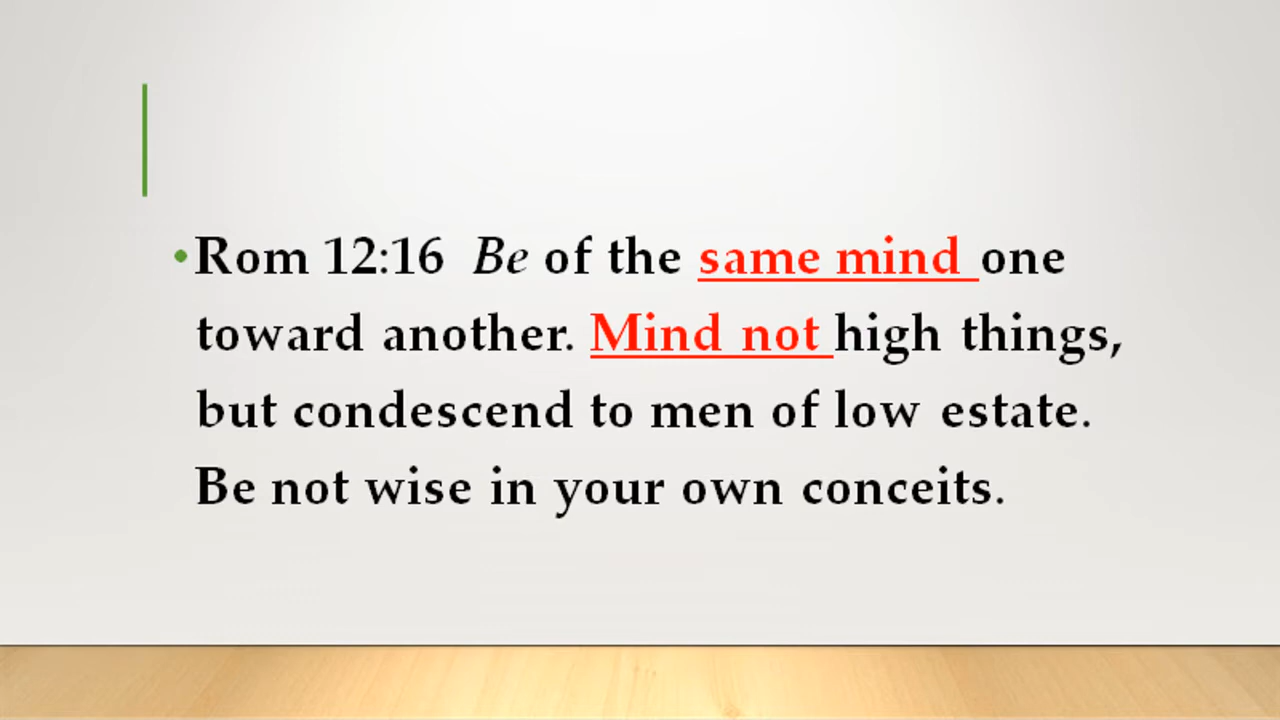 •Rom 12:16 Be of the same mind one
toward another. Mind not high things,
but condescend to men of low estate.
Be not wise in your own conceits.